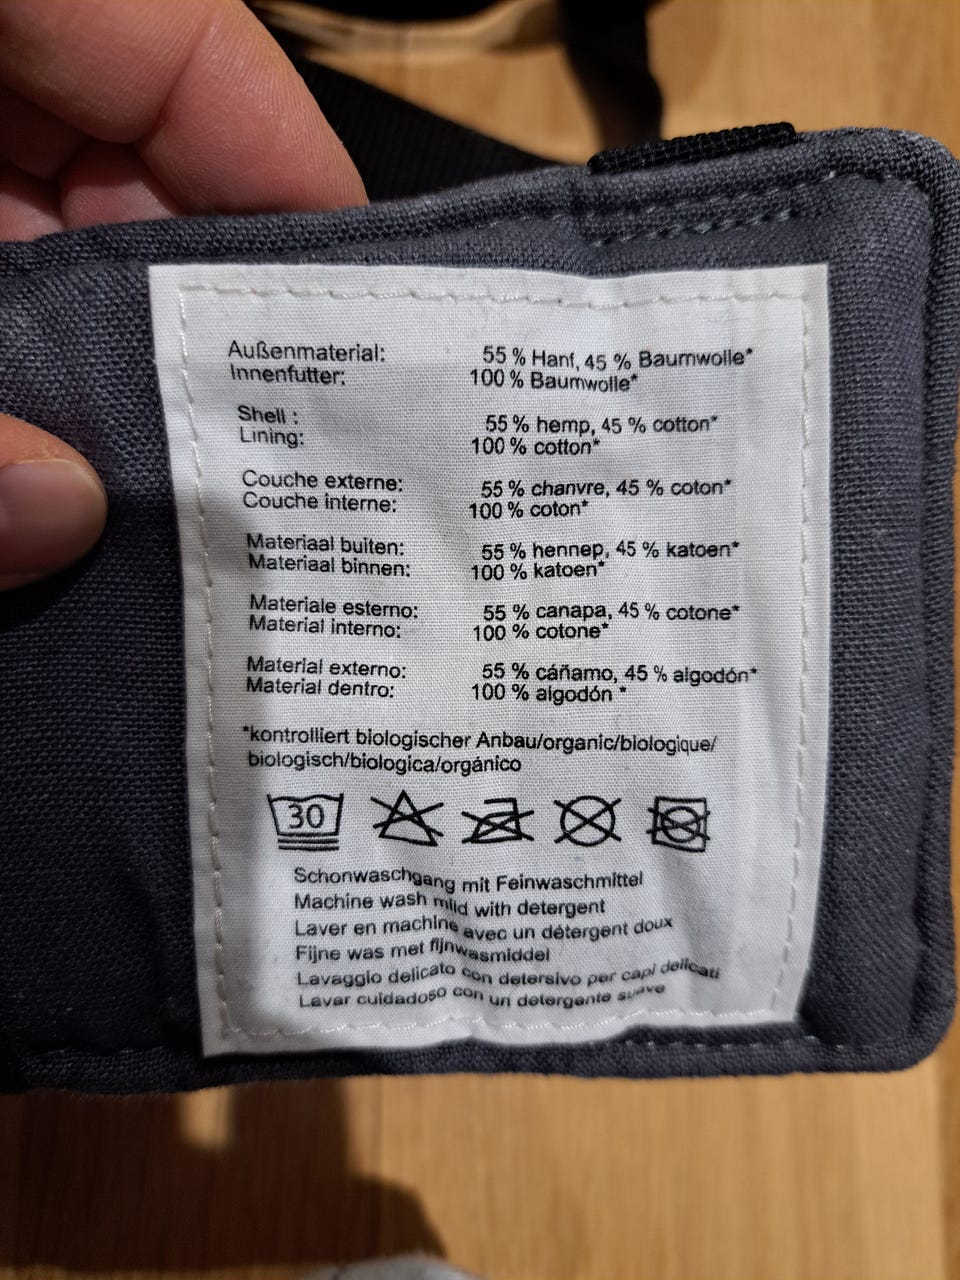 Außenmaterial: 55 % Hanf, 45 % Baumwolle*
Innenfutter: 100 % Baumwolle*
Shell : 55 % hemp, 45 % cotton*
Lining: 100 % cotton*
Couche externe: 55 % chanvre, 45 % coton*
Couche interne: 100 % coton*
Materiaal buiten: 55 % hennep, 45 % katoen*
Materiaal binnen: 100 % katoen*
Materiale esterno: 55 % canapa, 45 % cotone*
Material interno: 100 % cotone*
Material externo: 55 % cáñamo, 45 % algodón*
Material dentro: 100 % algodón *
*kontrolliert biologischer Anbau/organic/biologique/
biologisch/biologica/orgánico
30
Schonwaschgang mit Feinwaschmittel
Machine wash mild with detergent
Laver en machine avec un détergent doux
Fijne was met fijnwasmiddel
Lavaggio delicato con detersivo per capi delicati
Lavar cuidadoso con un detergente suave